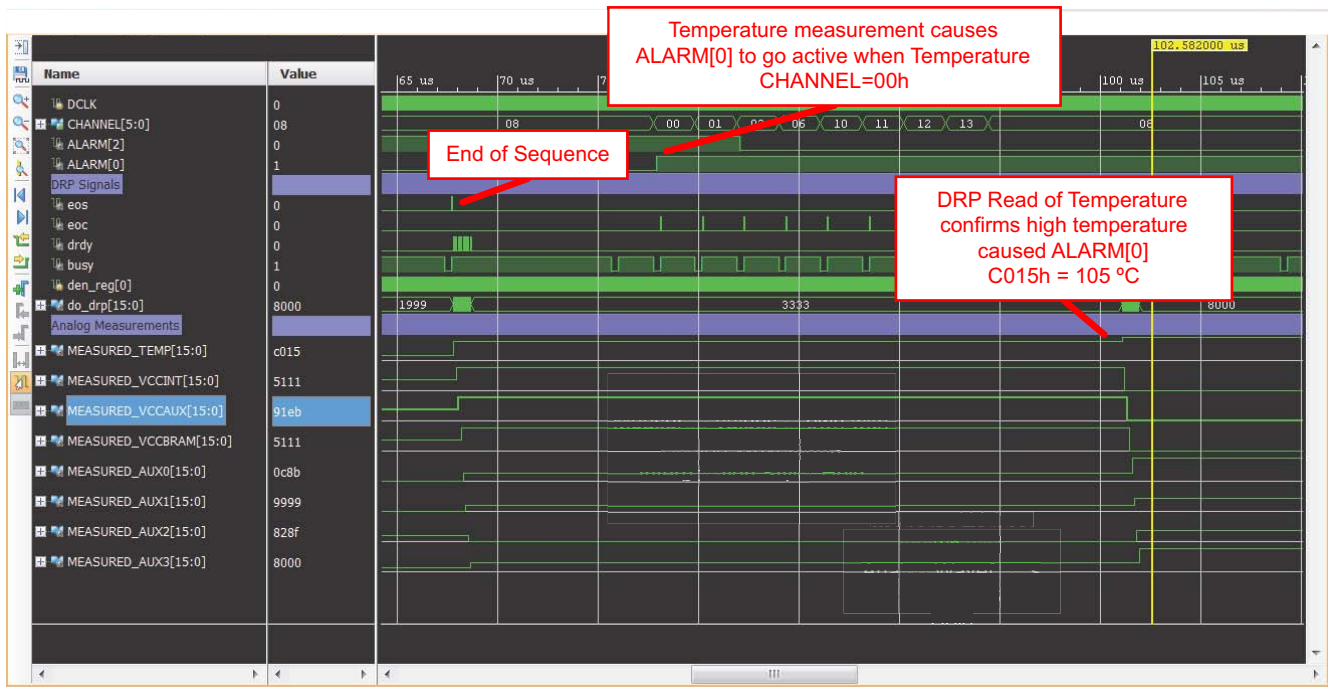 Temperature measurement causes
ALARM[0] to go active when Temperature
CHANNEL=00h
102.582000 us
Name
Value
65 us
70 us
7
100 us
105 us
DCLK
0
CHANNEL[5:0]
08
08
00
01
06
10
11
12
13
08
ALARM[2]
0
End of Sequence
ALARM[0]
1
DRP Signals
DRP Read of Temperature
confirms high temperature
caused ALARM[0]
C015h = 105 ºC
eos
0
eoc
0
drdy
0
busy
1
den_reg[0]
0
do_drp[15:0]
8000
1999
3333
8000
Analog Measurements
MEASURED_TEMP[15:0]
c015
MEASURED_VCCINT[15:0]
5111
MEASURED_VCCAUX[15:0]
91eb
MEASURED_VCCBRAM[15:0]
5111
MEASURED_AUX0[15:0]
0c8b
MEASURED_AUX1[15:0]
9999
MEASURED_AUX2[15:0]
828f
MEASURED_AUX3[15:0]
8000